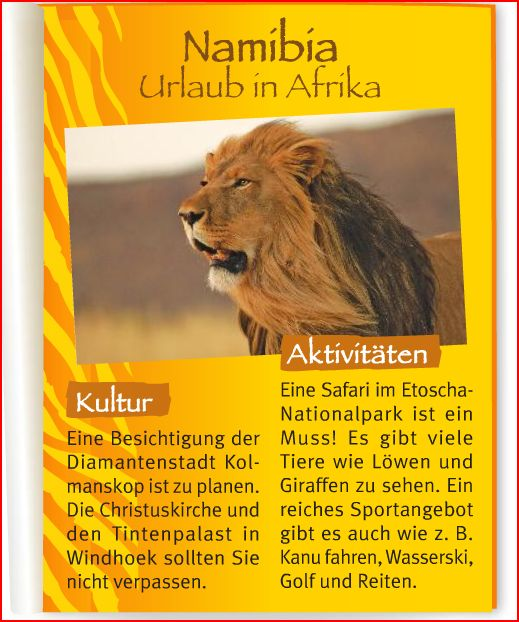 Namibia
Urlaub in Afrika
Kultur
Eine Besichtigung der
Diamantenstadt Kol-
manskop ist zu planen.
Die Christuskirche und
den Tintenpalast in
Windhoek sollten Sie
nicht verpassen.
Aktivitäten
Eine Safari im Etoscha-
Nationalpark ist ein
Muss! Es gibt viele
Tiere wie Löwen und
Giraffen zu sehen. Ein
reiches Sportangebot
gibt es auch wie z. B.
Kanu fahren, Wasserski,
Golf und Reiten.